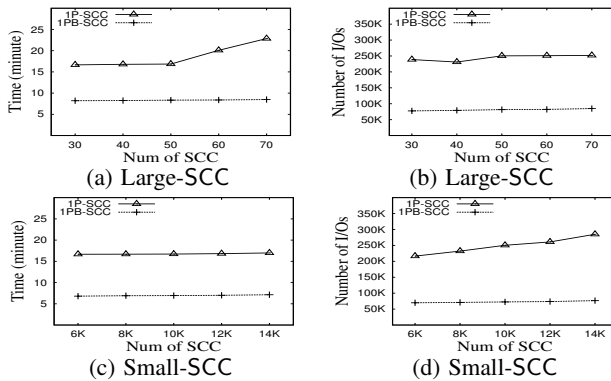 1P-SCC
1PB-SCC
Time (minute)
25
20
15
10
5
30 40 50 60 70
Num of SCC
(a) Large-SCC
1P-SCC
1PB-SCC
Number of I/Os
350K
300K
250K
200K
150K
100K
50K
30 40 50 60 70
Num of SCC
(b) Large-SCC
1P-SCC
1PB-SCC
Time (minute)
25
20
15
10
5
6K 8K 10K 12K 14K
Num of SCC
(c) Small-SCC
1P-SCC
1PB-SCC
Number of I/Os
350K
300K
250K
200K
150K
100K
50K
6K 8K 10K 12K 14K
Num of SCC
(d) Small-SCC